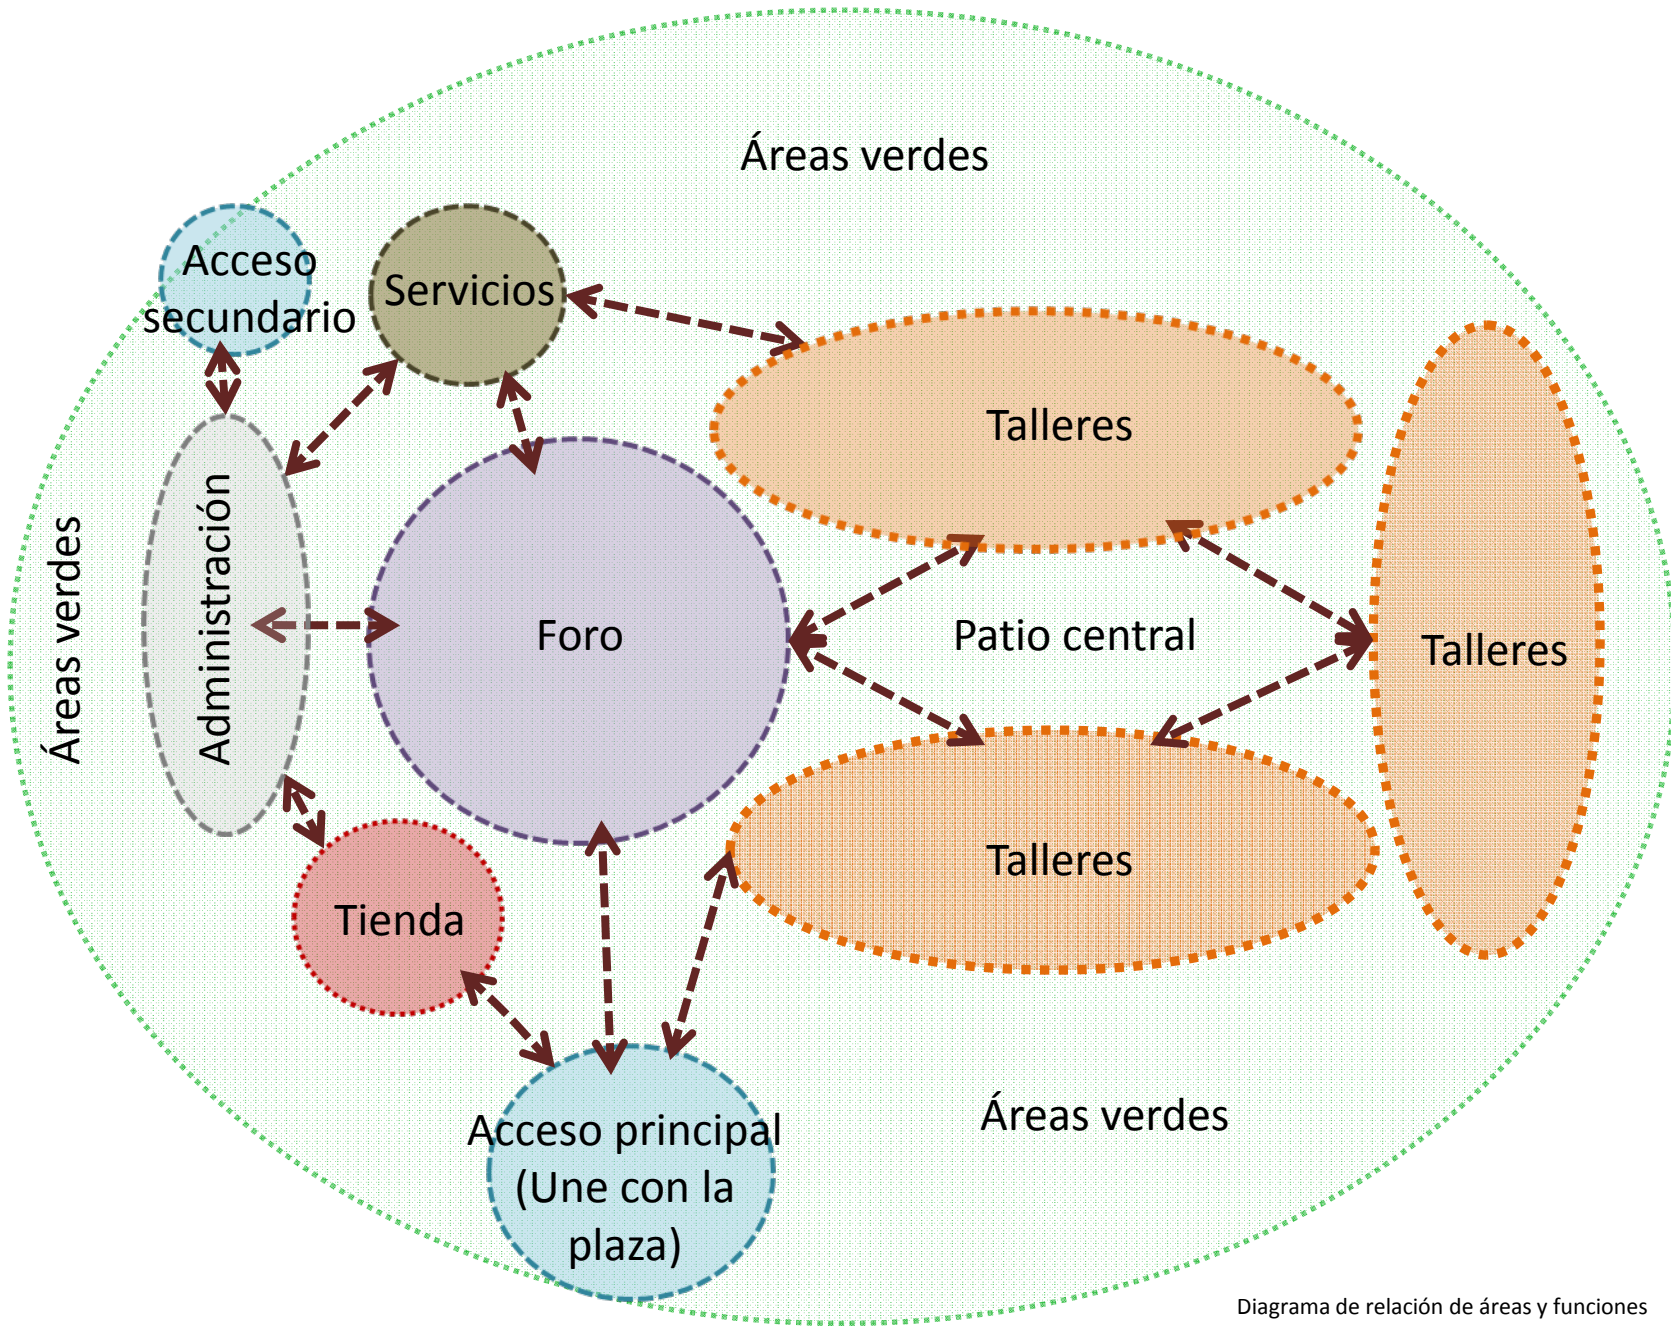 Áreas verdes
Acceso
secundario
Servicios
Talleres
Áreas verdes
Administración
Foro
Patio central
Talleres
Talleres
Tienda
Acceso principal
(Une con la
plaza)
Áreas verdes
Diagrama de relación de áreas y funciones